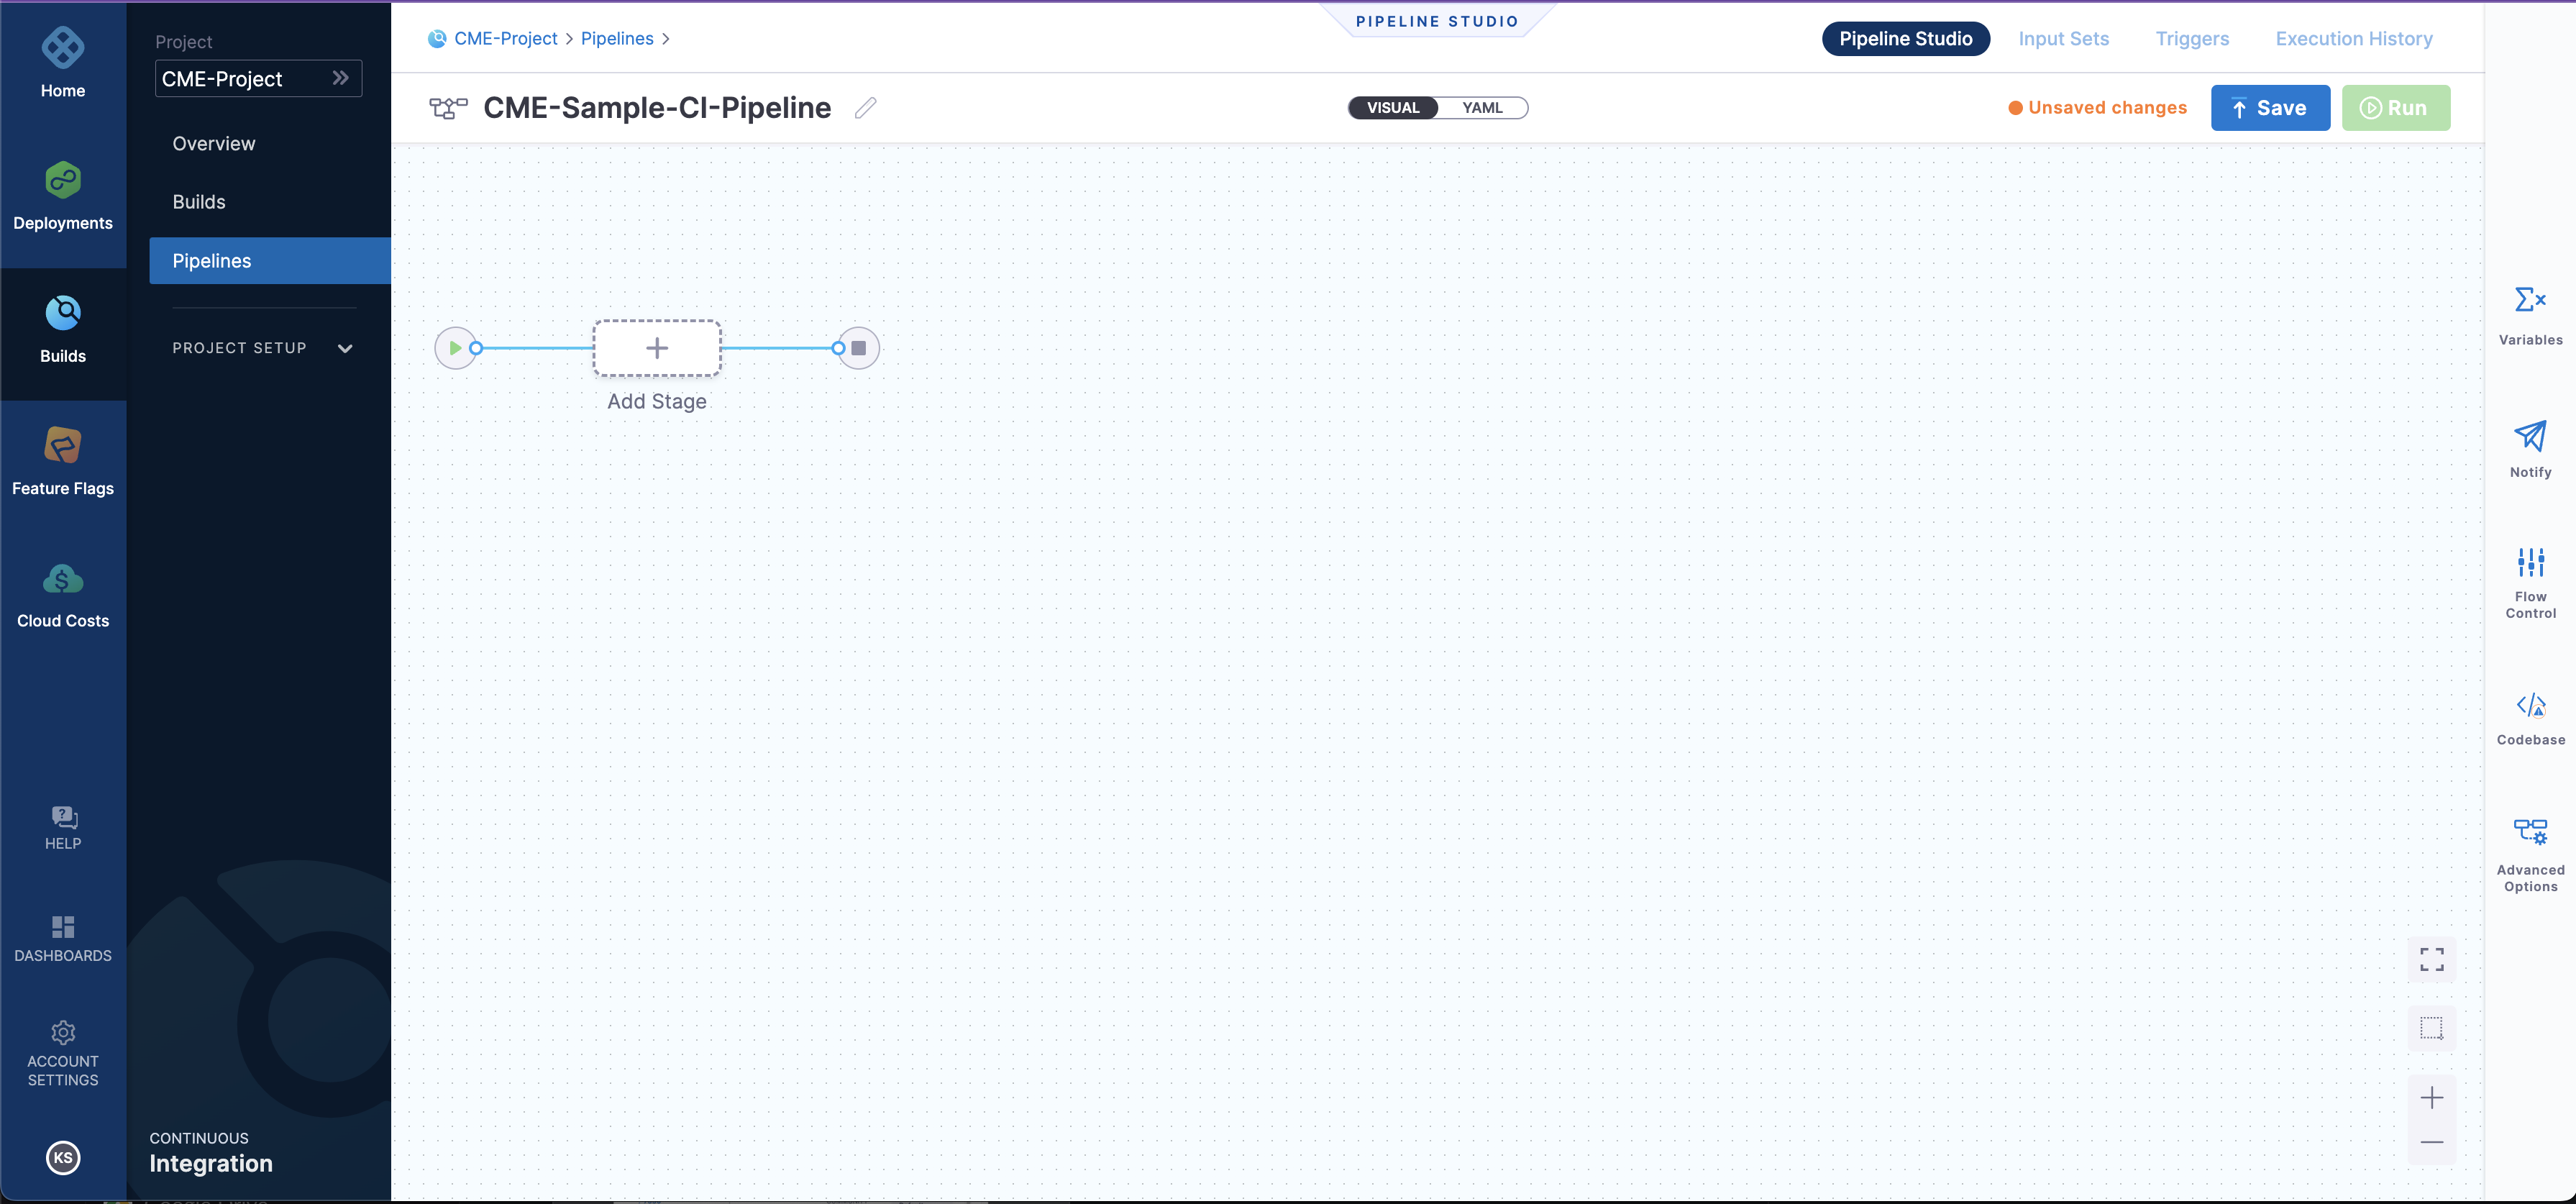 Home
Deployments
Builds
Feature Flags
Cloud Costs
HELP
DASHBOARDS
ACCOUNT
SETTINGS
KS
Project
CME-Project
Overview
Builds
Pipelines
PROJECT SETUP
CONTINUOUS
Integration
CME-Project > Pipelines >
PIPELINE STUDIO
Pipeline Studio
Input Sets
Triggers
Execution History
CME-Sample-CI-Pipeline
VISUAL
YAML
Unsaved changes
Save
Run
Add Stage
Variables
Notify
Flow
Control
Codebase
Advanced
Options